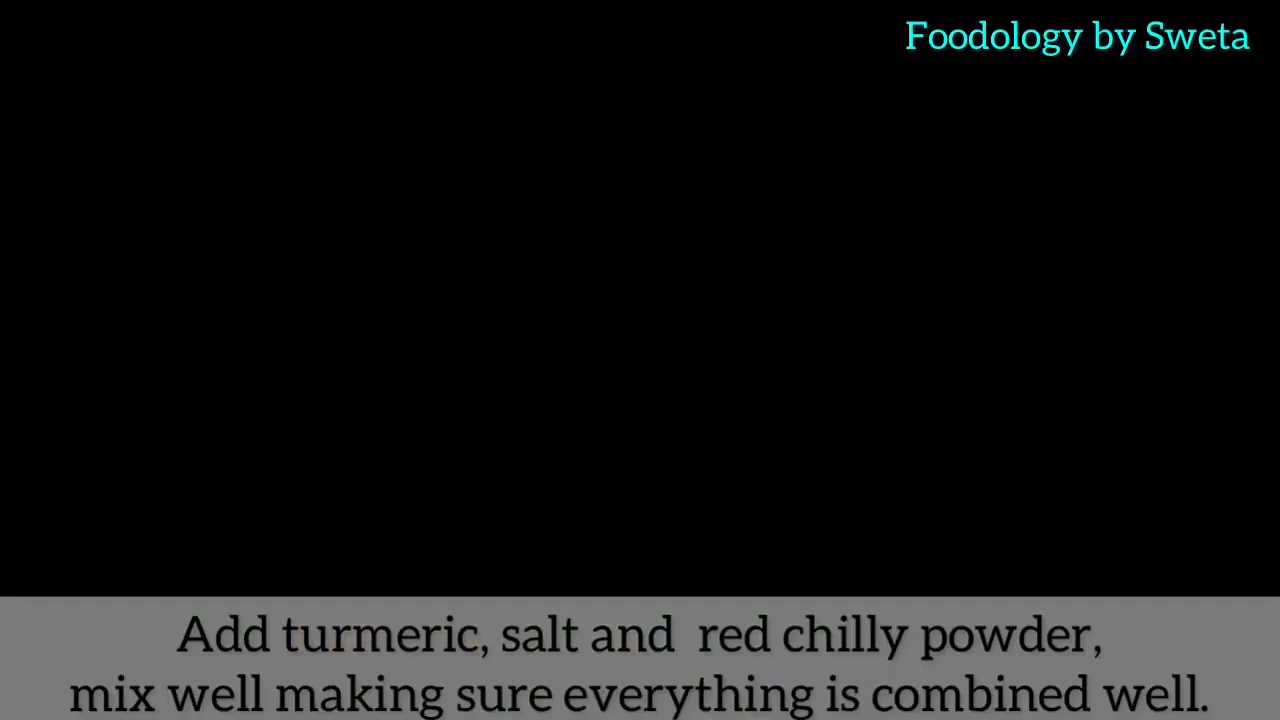 Foodology by Sweta
Add turmeric, salt and  red chilly powder,
mix well making sure everything is combined well.